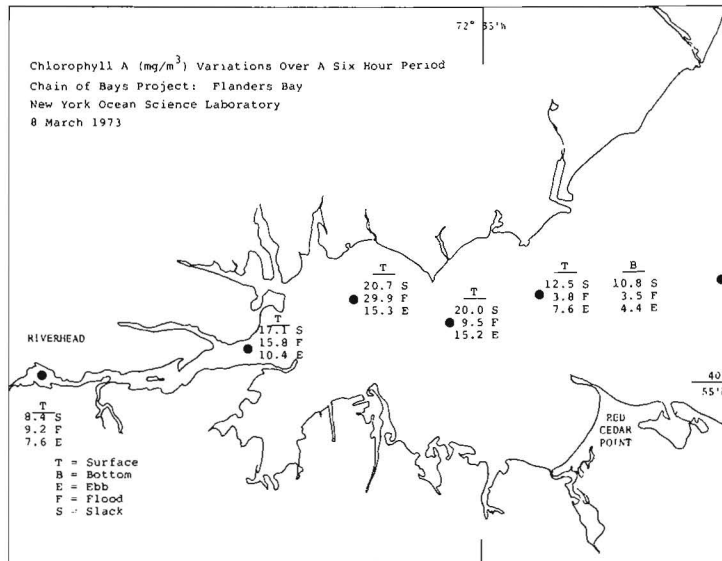 72° 35'W
Chlorophyll A (mg/m³) Variations Over A Six Hour Period
Chain of Bays Project: Flanders Bay
New York Ocean Science Laboratory
8 March 1973
T
20.7 S
29.9 F
15.3 E
T
20.0 S
9.5 F
15.2 E
T
12.5 S
3.8 F
7.6 E
B
10.8 S
3.5 F
4.4 E
T
17.1 S
15.8 F
10.4 E
RIVERHEAD
T
8.4 S
9.2 F
7.6 E
40
55'
RED
CEDAR
POINT
T = Surface
B = Bottom
E = Ebb
F = Flood
S = Slack